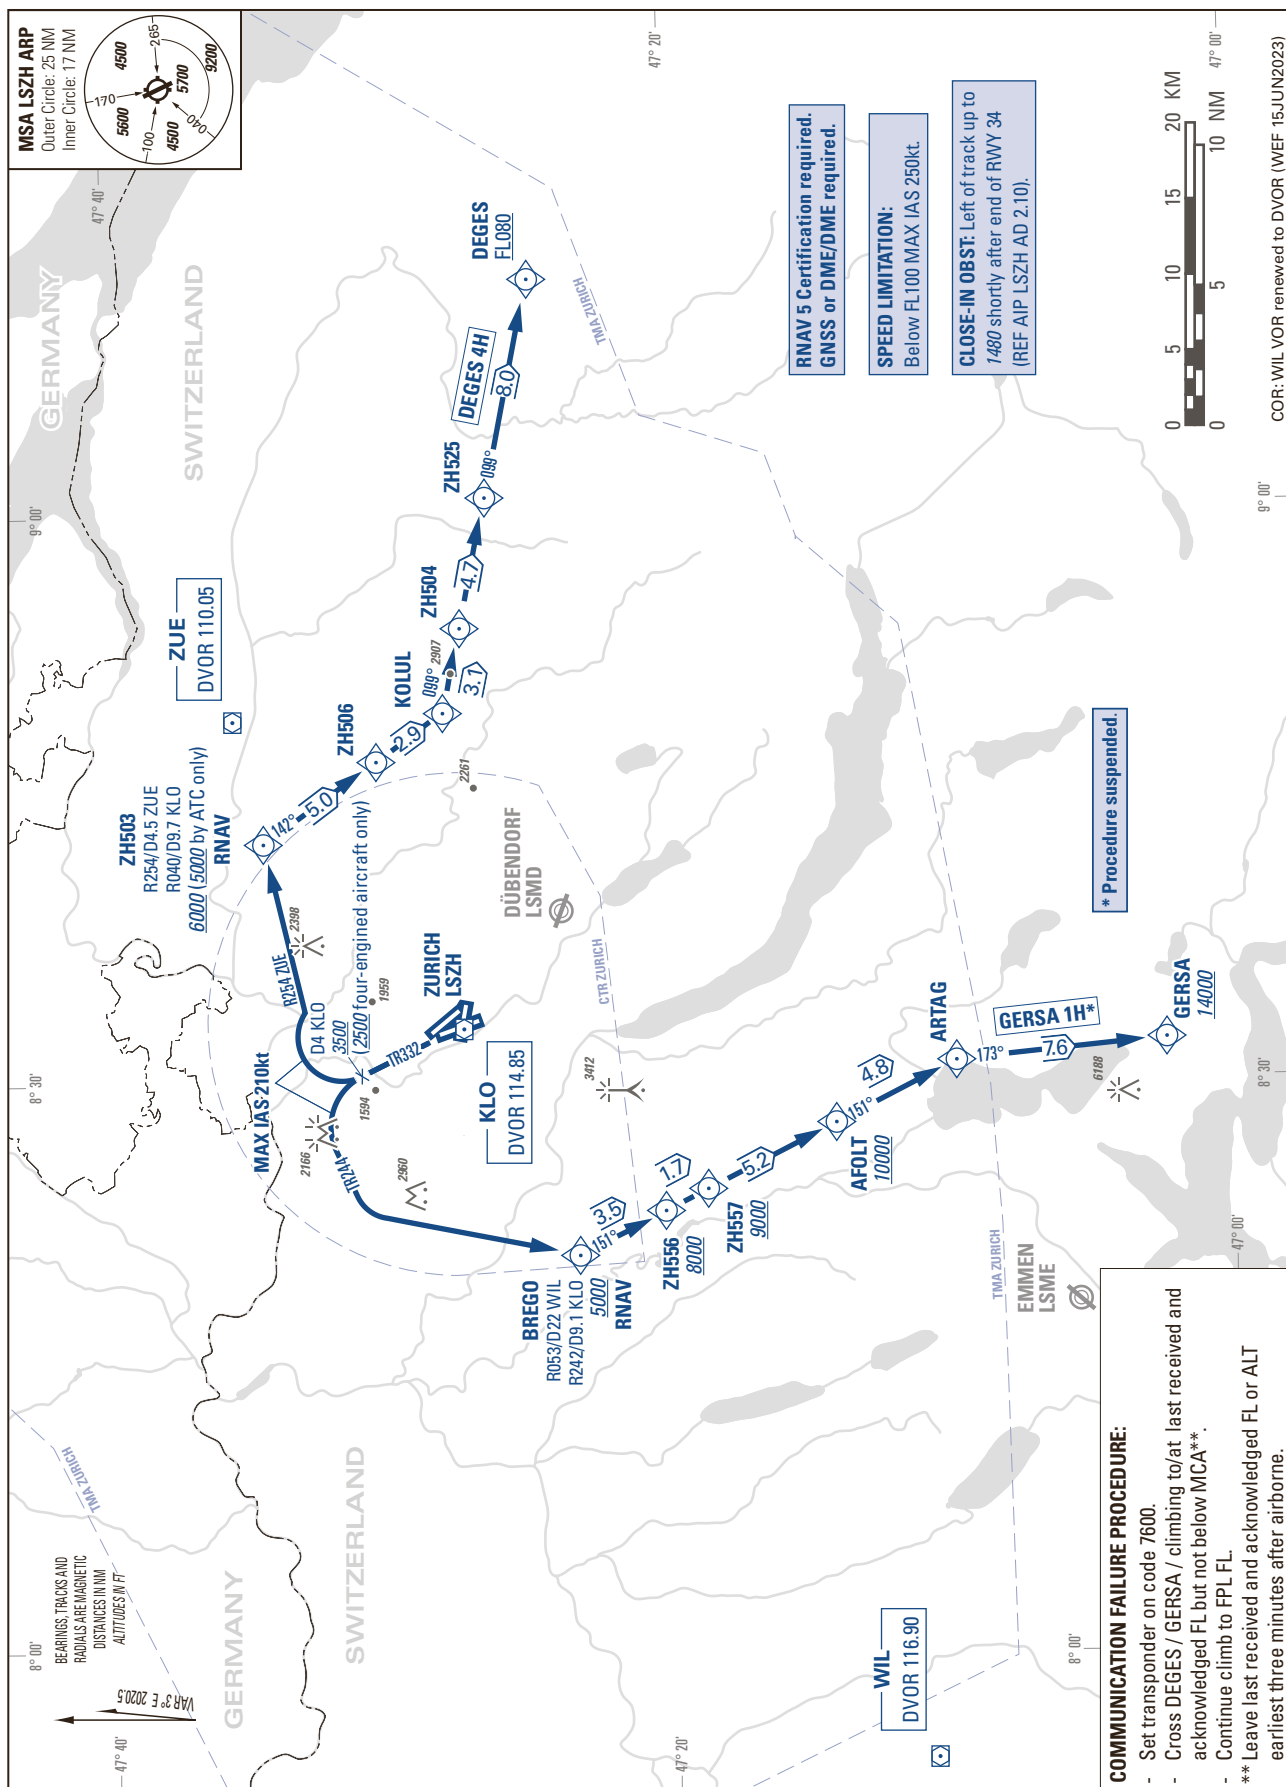 MSA LSZH ARP
Outer Circle: 25 NM
Inner Circle: 17 NM
170
265
100
040
4500
5600
5700
4500
9200
VAR 3° E 2020.5
BEARINGS, TRACKS AND
RADIALS ARE MAGNETIC
DISTANCES IN NM
ALTITUDES IN FT
47° 40'
8° 00'
8° 30'
9° 00'
47° 40'
GERMANY
SWITZERLAND
GERMANY
SWITZERLAND
TMA ZURICH
ZH503
R254/D4.5 ZUE
R040/D9.7 KLO
6000 (5000 by ATC only)
RNAV
ZUE
DVOR 110.05
MAX IAS 210kt
R254 ZUE
2398
D4 KLO
3500
(2500 four-engined aircraft only)
1959
1594
2166
2960
TR244
TR332
ZURICH
LSZH
KLO
DVOR 114.85
142°
5.0
ZH506
2.9
KOLUL
099°
2907
3.1
ZH504
4.7
ZH525
099°
8.0
DEGES 4H
DEGES
FL080
2261
DÜBENDORF
LSMD
CTR ZURICH
3412
TMA ZURICH
47° 20'
47° 20'
BREGO
R053/D22 WIL
R242/D9.1 KLO
5000
RNAV
151°
3.5
ZH556
8000
1.7
ZH557
9000
5.2
AFOLT
10000
151°
4.8
ARTAG
173°
7.6
GERSA 1H*
GERSA
14000
6188
TMA ZURICH
EMMEN
LSME
WIL
DVOR 116.90
RNAV 5 Certification required.
GNSS or DME/DME required.
SPEED LIMITATION:
Below FL100 MAX IAS 250kt.
CLOSE-IN OBST: Left of track up to
1480 shortly after end of RWY 34
(REF AIP LSZH AD 2.10).
* Procedure suspended.
0 5 10 15 20 KM
0 5 10 NM
47° 00'
47° 00'
8° 00'
8° 30'
9° 00'
COMMUNICATION FAILURE PROCEDURE:
- Set transponder on code 7600.
- Cross DEGES / GERSA / climbing to/at last received and
acknowledged FL but not below MCA**.
- Continue climb to FPL FL.
** Leave last received and acknowledged FL or ALT
earliest three minutes after airborne.
COR: WIL VOR renewed to DVOR (WEF 15JUN2023)